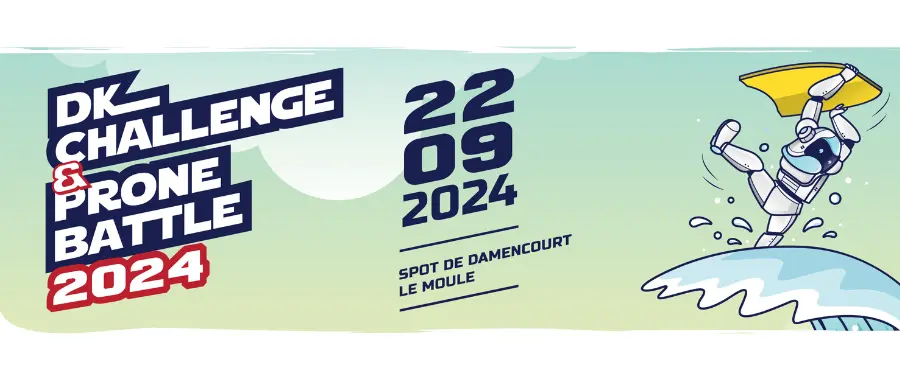 DK
CHALLENGE
&
PRONE
BATTLE
2024
22
09
2024
SPOT DE DAMENCOURT
LE MOULE